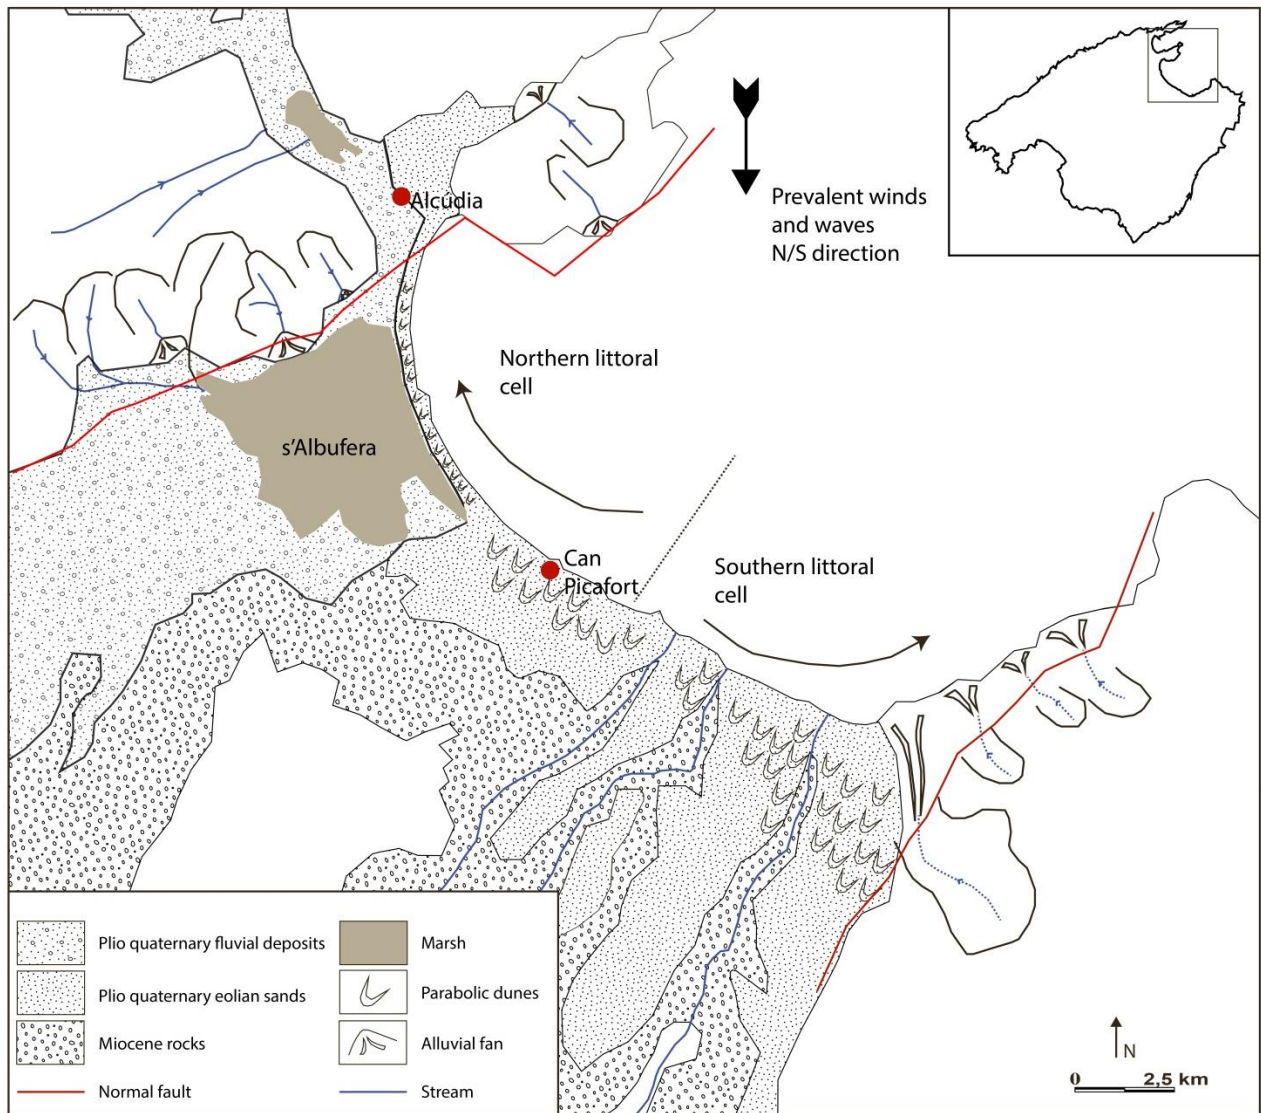 Alcúdia
Prevalent winds
and waves
N/S direction
Northern littoral
cell
s'Albufera
Can
Picafort
Southern littoral
cell
Plio quaternary fluvial deposits
Plio quaternary eolian sands
Miocene rocks
Normal fault
Marsh
Parabolic dunes
Alluvial fan
Stream
N
0 2,5 km